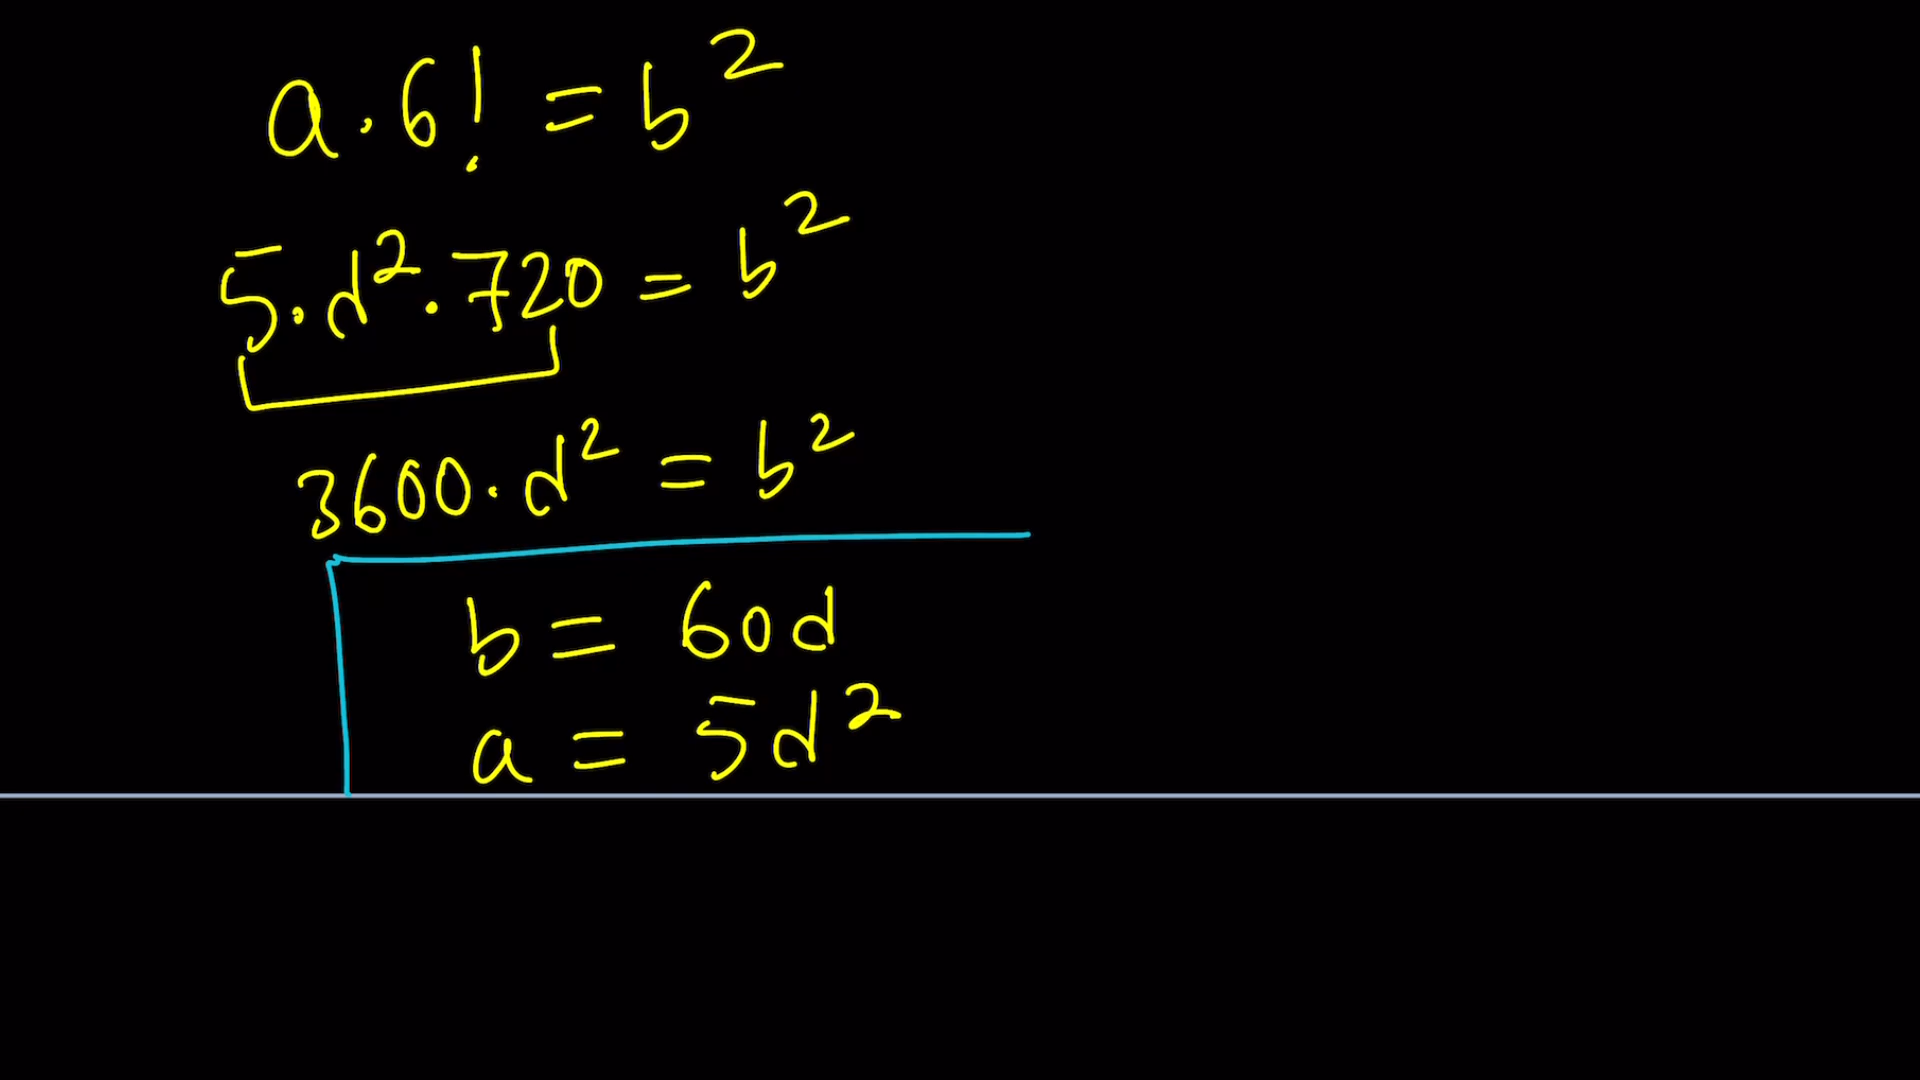 a · 6! = b²
5 · d² · 720 = b²
3600 · d² = b²
b = 60d
a = 5d²